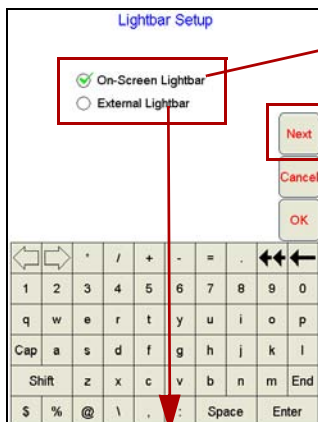 Lightbar Setup
On-Screen Lightbar
External Lightbar
Next
Cancel
OK
' / + - = .
1 2 3 4 5 6 7 8 9 0
q w e r t y u i o p
Cap a s d f g h j k l
Shift z x c v b n m End
$ % @ \ , : Space Enter